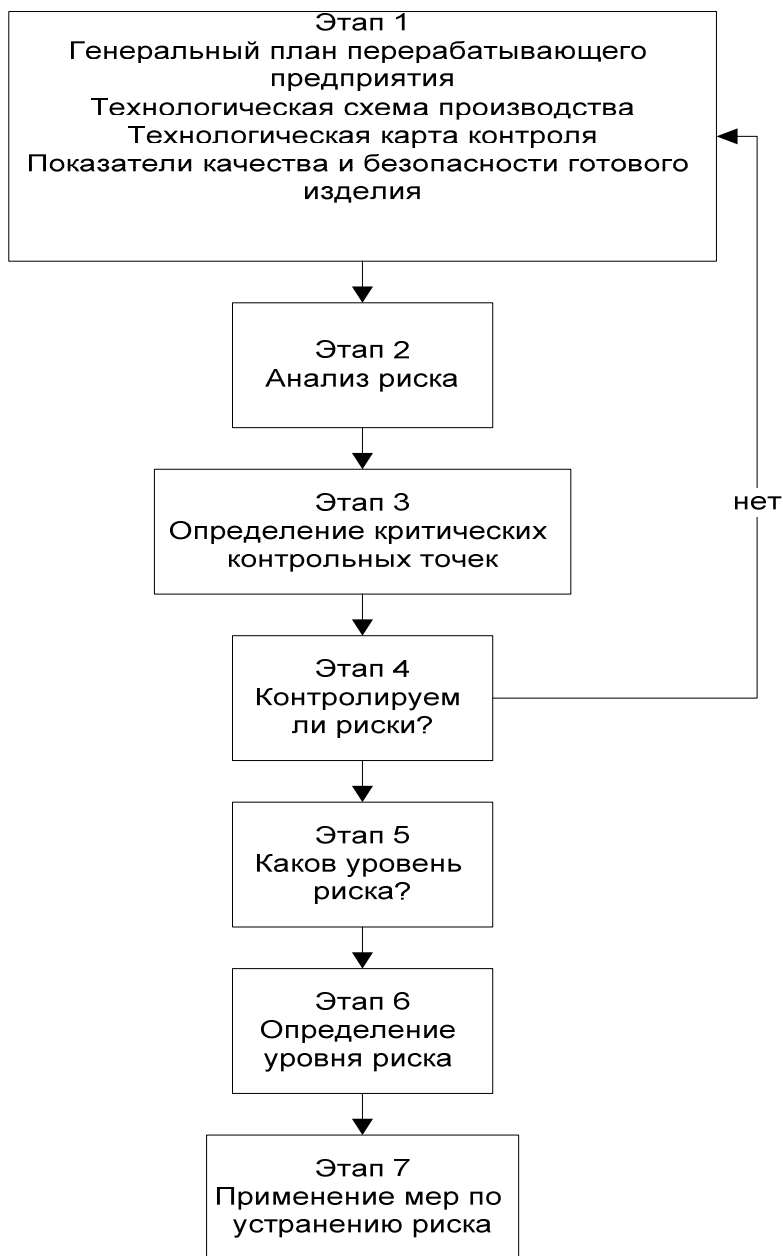 Этап 1
Генеральный план перерабатывающего
предприятия
Технологическая схема производства
Технологическая карта контроля
Показатели качества и безопасности готового
изделия
Этап 2
Анализ риска
Этап 3
Определение критических
контрольных точек
нет
Этап 4
Контролируем
ли риски?
Этап 5
Каков уровень
риска?
Этап 6
Определение
уровня риска
Этап 7
Применение мер по
устранению риска